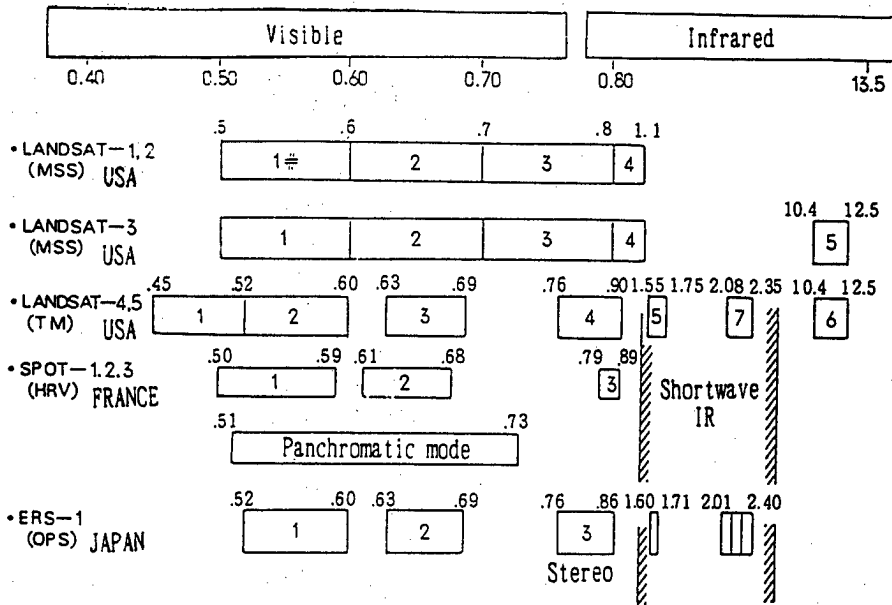 Visible Infrared
0.40 0.50 0.60 0.70 0.80 13.5
.5 .6 .7 .8 1.1
•LANDSAT-1,2 1# 2 3 4
(MSS) USA
10.4 12.5
•LANDSAT-3 1 2 3 4 5
(MSS) USA
.45 .52 .60 .63 .69 .76 .90 1.55 1.75 2.08 2.35 10.4 12.5
•LANDSAT-4,5 1 2 3 4 5 7 6
(TM) USA
.50 .59 .61 .68 .79 .89
•SPOT-1.2.3 1 2 3
(HRV) FRANCE
Shortwave
IR
.51 .73
Panchromatic mode
.52 .60 .63 .69 .76 .86 1.60 1.71 2.01 2.40
•ERS-1 1 2 3
(OPS) JAPAN
Stereo